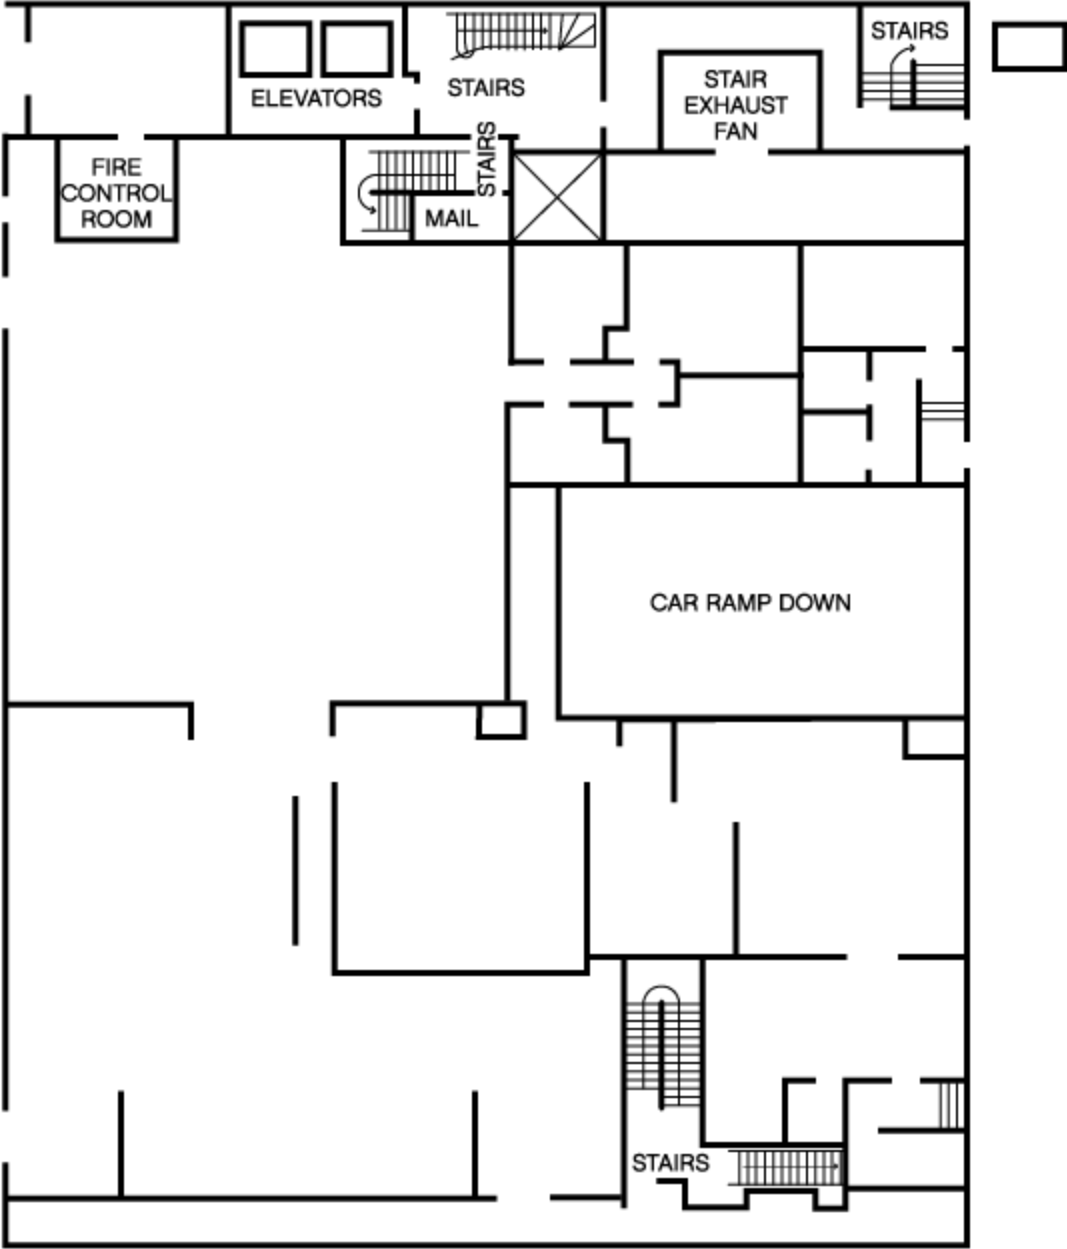 STAIRS
STAIR
EXHAUST
FAN
ELEVATORS
STAIRS
STAIRS
FIRE
CONTROL
ROOM
MAIL
CAR RAMP DOWN
STAIRS